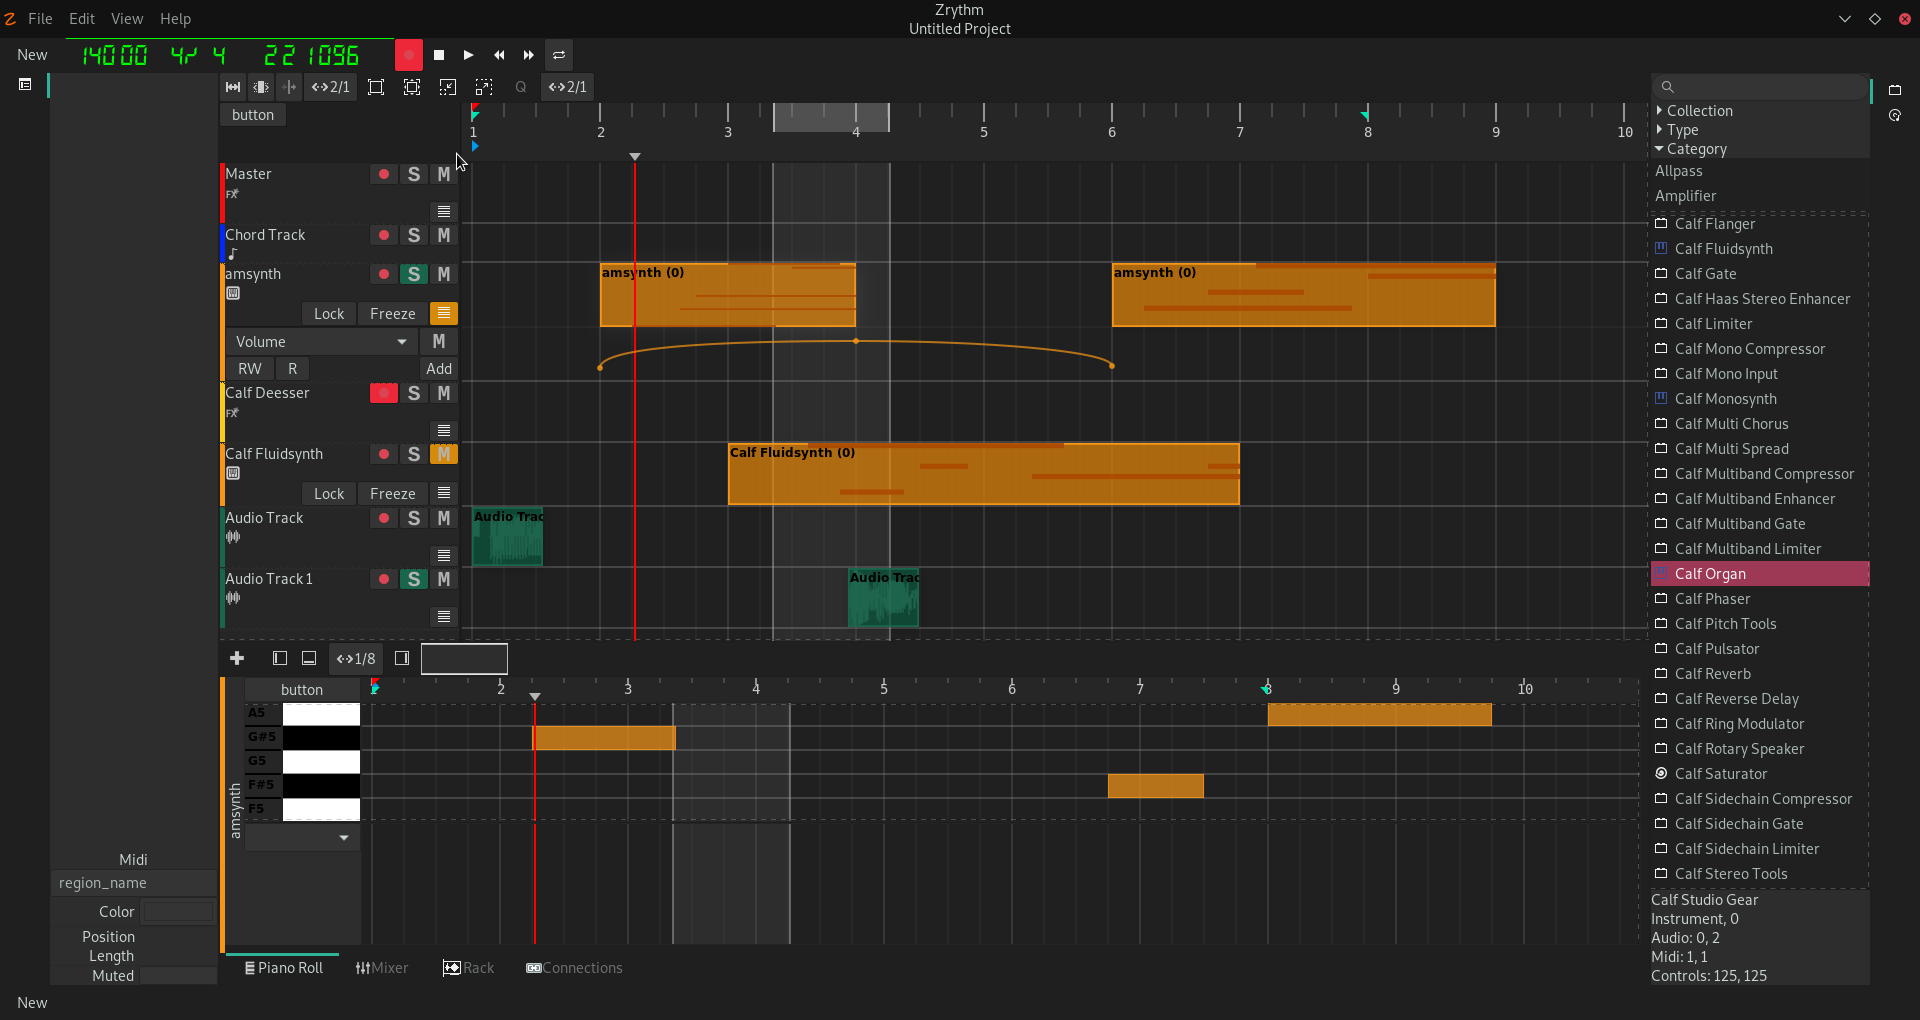 Zrythm
File Edit View Help
Untitled Project
New 14000 4/ 4 2 2 1 096
2/1 Q 2/1
button
1 2 3 4 5 6 7 8 9 10
Master S M
FX
Chord Track S M
amsynth S M
Lock Freeze
Volume M
RW R Add
Calf Deesser S M
FX
Calf Fluidsynth S M
Lock Freeze
Audio Track S M
Audio Track 1 S M
amsynth (0) amsynth (0)
Calf Fluidsynth (0)
Audio Trac
Audio Trac
Collection
Type
Category
Allpass
Amplifier
Calf Flanger
Calf Fluidsynth
Calf Gate
Calf Haas Stereo Enhancer
Calf Limiter
Calf Mono Compressor
Calf Mono Input
Calf Monosynth
Calf Multi Chorus
Calf Multi Spread
Calf Multiband Compressor
Calf Multiband Enhancer
Calf Multiband Gate
Calf Multiband Limiter
Calf Organ
Calf Phaser
Calf Pitch Tools
Calf Pulsator
Calf Reverb
Calf Reverse Delay
Calf Ring Modulator
Calf Rotary Speaker
Calf Saturator
Calf Sidechain Compressor
Calf Sidechain Gate
Calf Sidechain Limiter
Calf Stereo Tools
Calf Studio Gear
Instrument, 0
Audio: 0, 2
Midi: 1, 1
Controls: 125, 125
1/8
button
1 2 3 4 5 6 7 8 9 10
A5
G#5
G5
F#5
F5
amsynth
Midi
region_name
Color
Position
Length
Muted
Piano Roll Mixer Rack Connections
New